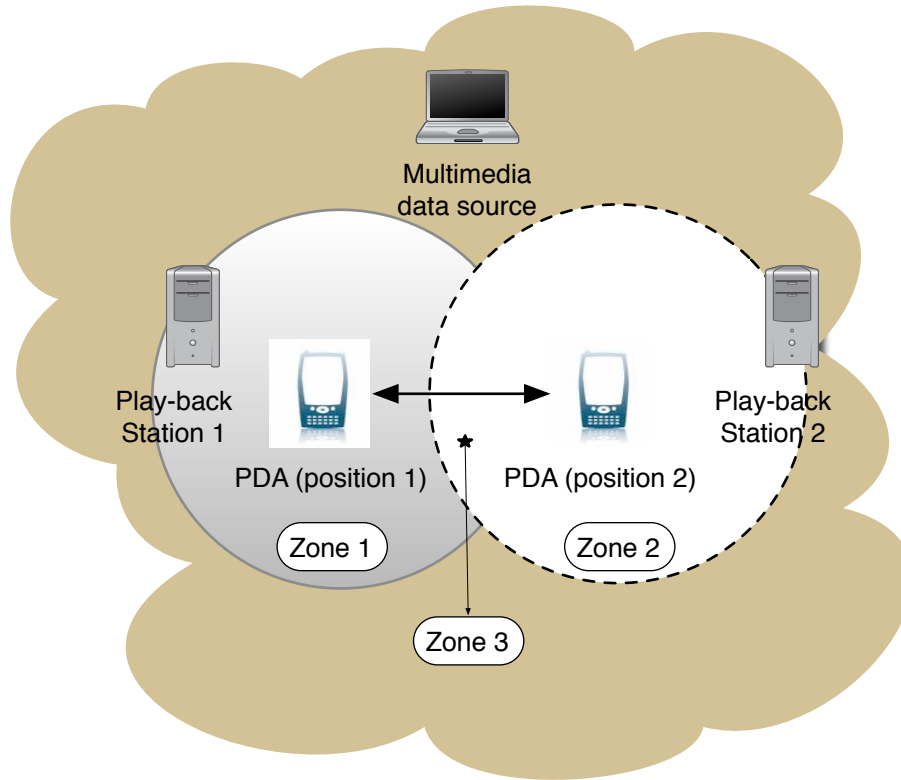 Multimedia
data source
Play-back
Station 1
Play-back
Station 2
PDA (position 1)
PDA (position 2)
Zone 1
Zone 2
Zone 3